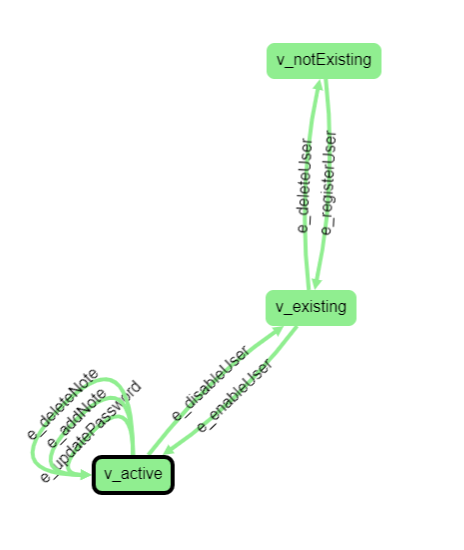 v_notExisting
e_deleteUser
e_registerUser
v_existing
e_disableUser
e_enableUser
e_deleteNote
e_addNote
e_updatePassword
v_active